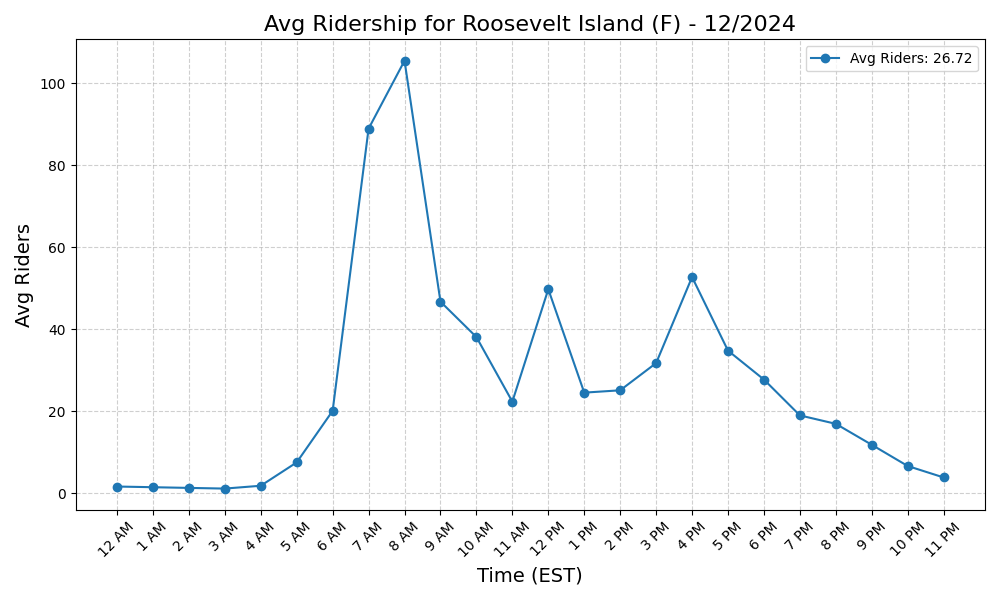 Avg Ridership for Roosevelt Island (F) - 12/2024
Avg Riders: 26.72
Avg Riders
100
80
60
40
20
0
12 AM
1 AM
2 AM
3 AM
4 AM
5 AM
6 AM
7 AM
8 AM
9 AM
10 AM
11 AM
12 PM
1 PM
2 PM
3 PM
4 PM
5 PM
6 PM
7 PM
8 PM
9 PM
10 PM
11 PM
Time (EST)